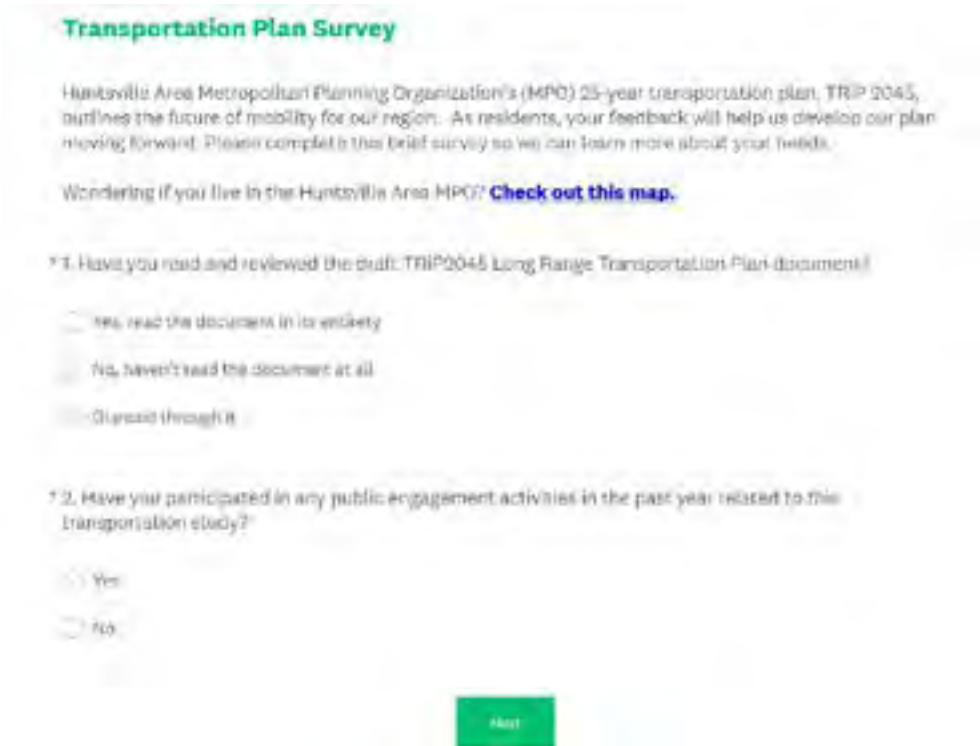 Transportation Plan Survey
Huntsville Area Metropolitan Planning Organization's (MPO) 25-year transportation plan, TRiP 2045,
outlines the future of mobility for our region. As residents, your feedback will help us develop our plan
moving forward. Please complete this brief survey so we can learn more about your needs.
Wondering if you live in the Huntsville Area MPO? Check out this map.
* 1. Have you read and reviewed the draft TRiP2045 Long Range Transportation Plan document?
Yes, read the document in its entirety
No, haven't read the document at all
Glanced through it
* 2. Have you participated in any public engagement activities in the past year related to this
transportation study?
Yes
No
Next